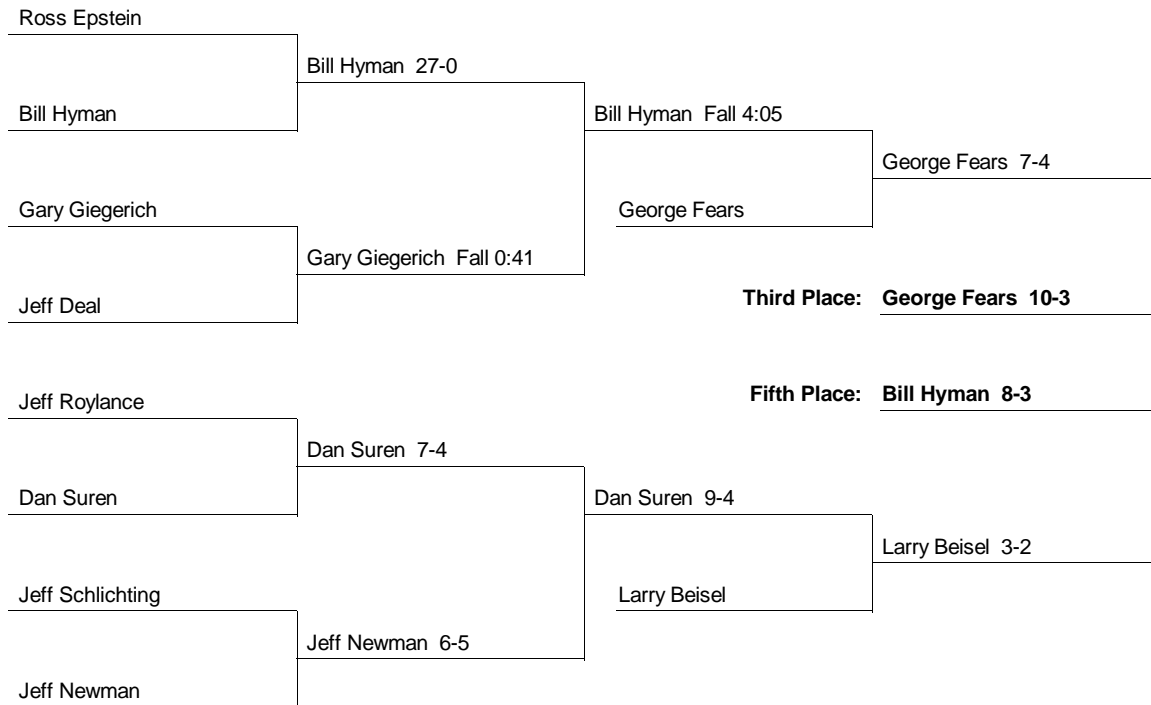 Ross Epstein
Bill Hyman 27-0
Bill Hyman
Bill Hyman Fall 4:05
George Fears 7-4
Gary Giegerich
George Fears
Gary Giegerich Fall 0:41
Jeff Deal
Third Place: George Fears 10-3
Jeff Roylance
Fifth Place: Bill Hyman 8-3
Dan Suren 7-4
Dan Suren
Dan Suren 9-4
Larry Beisel 3-2
Jeff Schlichting
Larry Beisel
Jeff Newman 6-5
Jeff Newman